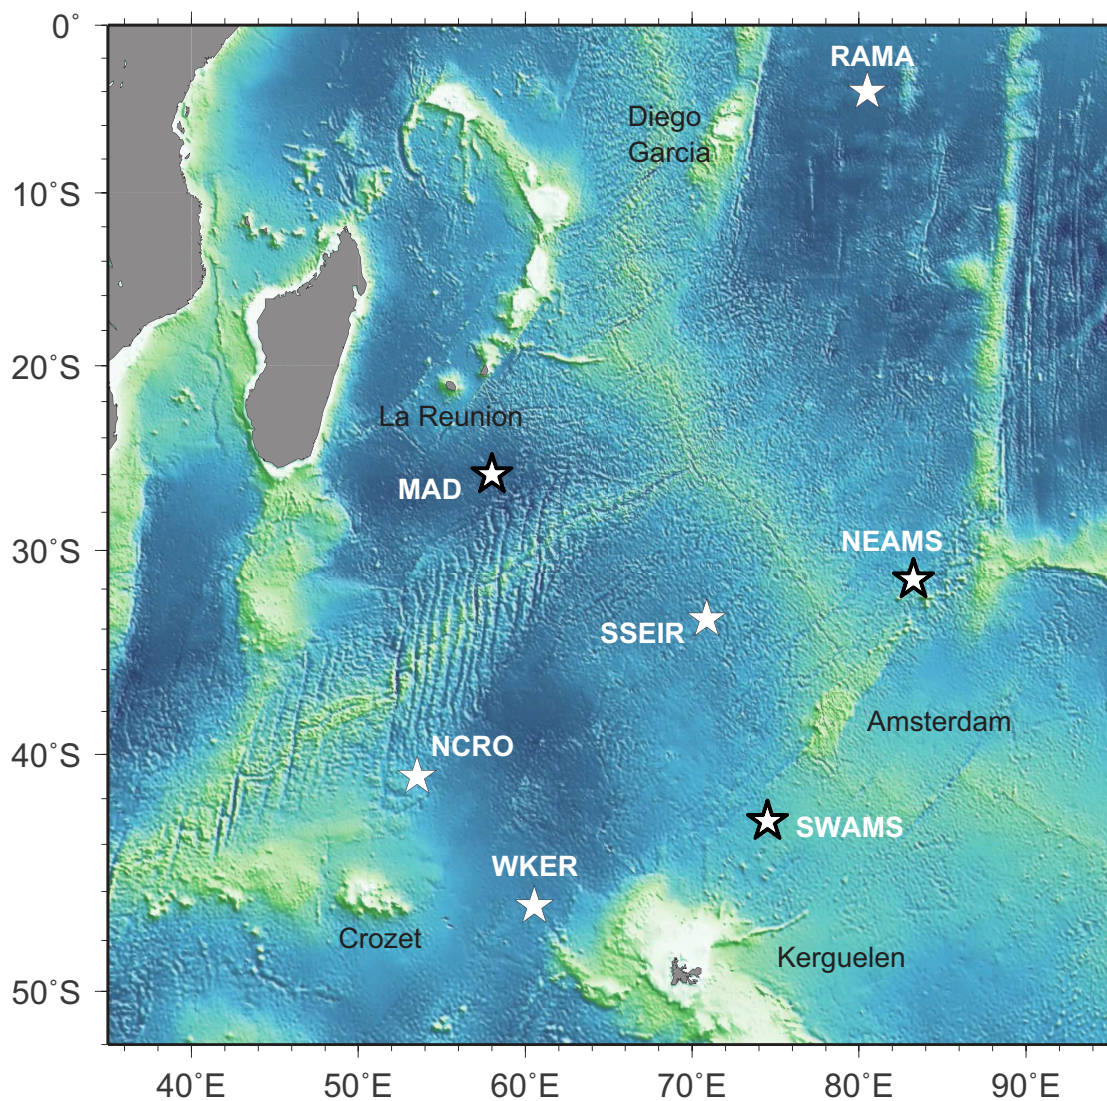 0°
RAMA
Diego
Garcia
10°S
20°S
La Reunion
MAD
30°S
NEAMS
SSEIR
Amsterdam
NCRO
40°S
SWAMS
WKER
Crozet
Kerguelen
50°S
40°E 50°E 60°E 70°E 80°E 90°E